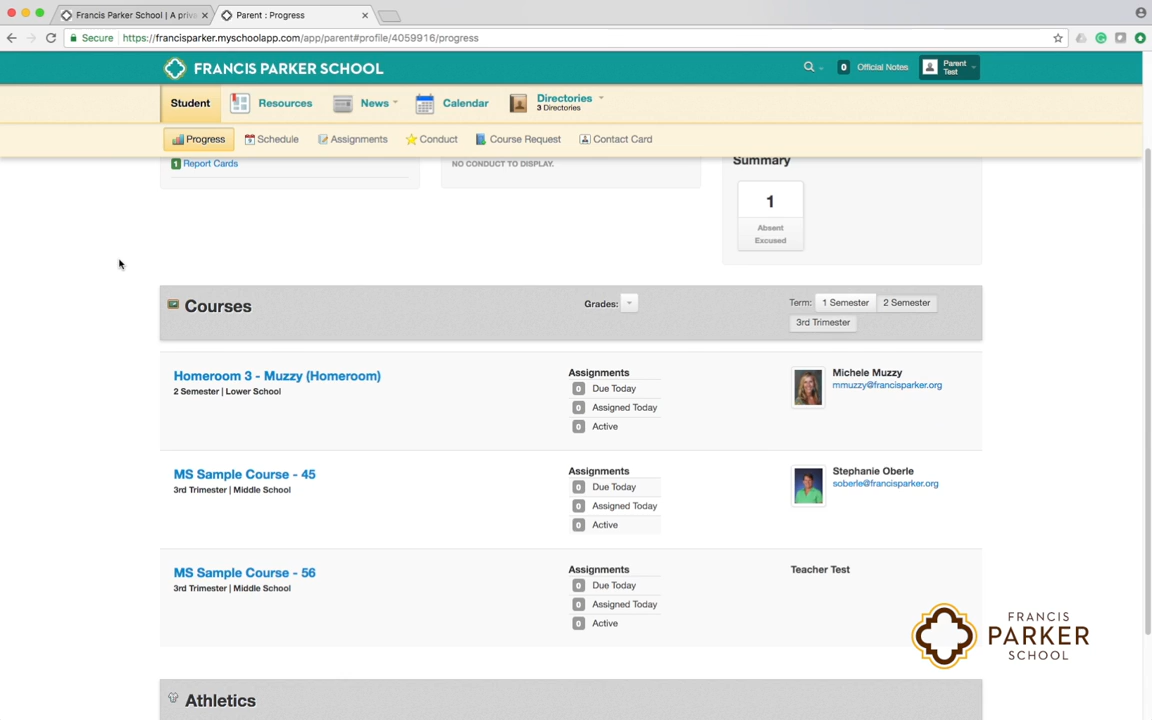 Francis Parker School | A priva
Parent : Progress
Secure
https://francisparker.myschoolapp.com/app/parent#profile/4059916/progress
FRANCIS PARKER SCHOOL
0 Official Notes
Parent
Test
Student
Resources
News
Calendar
Directories
3 Directories
Progress
Schedule
Assignments
Conduct
Course Request
Contact Card
1 Report Cards
NO CONDUCT TO DISPLAY.
Summary
1
Absent
Excused
Courses
Grades:
Term: 1 Semester 2 Semester
3rd Trimester
Homeroom 3 - Muzzy (Homeroom)
2 Semester | Lower School
Assignments
0 Due Today
0 Assigned Today
0 Active
Michele Muzzy
mmuzzy@francisparker.org
MS Sample Course - 45
3rd Trimester | Middle School
Assignments
0 Due Today
0 Assigned Today
0 Active
Stephanie Oberle
soberle@francisparker.org
MS Sample Course - 56
3rd Trimester | Middle School
Assignments
0 Due Today
0 Assigned Today
0 Active
Teacher Test
FRANCIS
PARKER
SCHOOL
Athletics